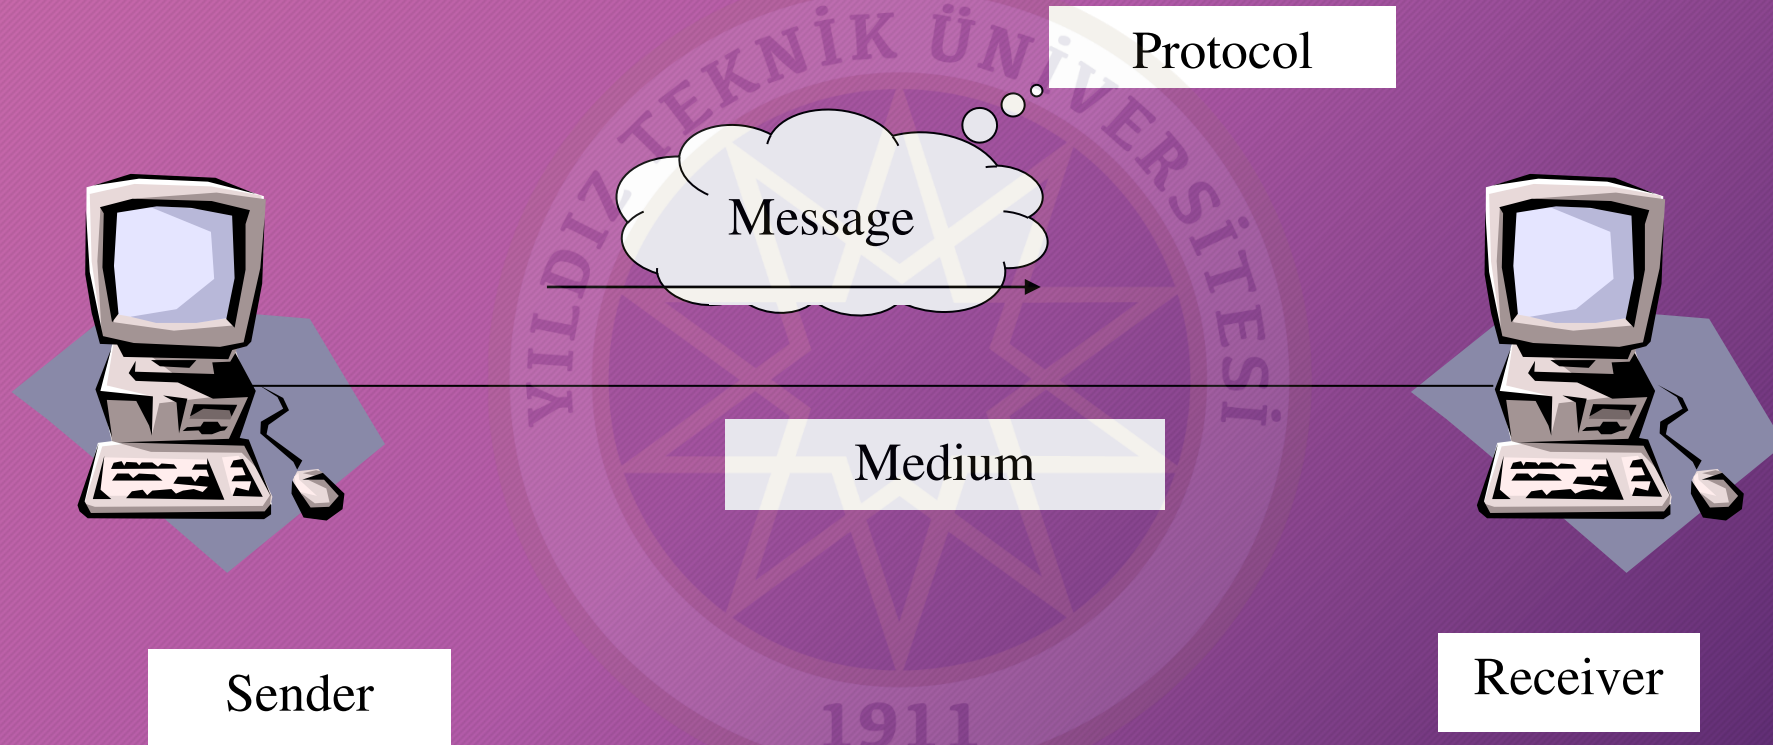 YILDIZ TEKNİK ÜNİVERSİTESİ
Protocol
Message
Medium
Sender
Receiver
1911